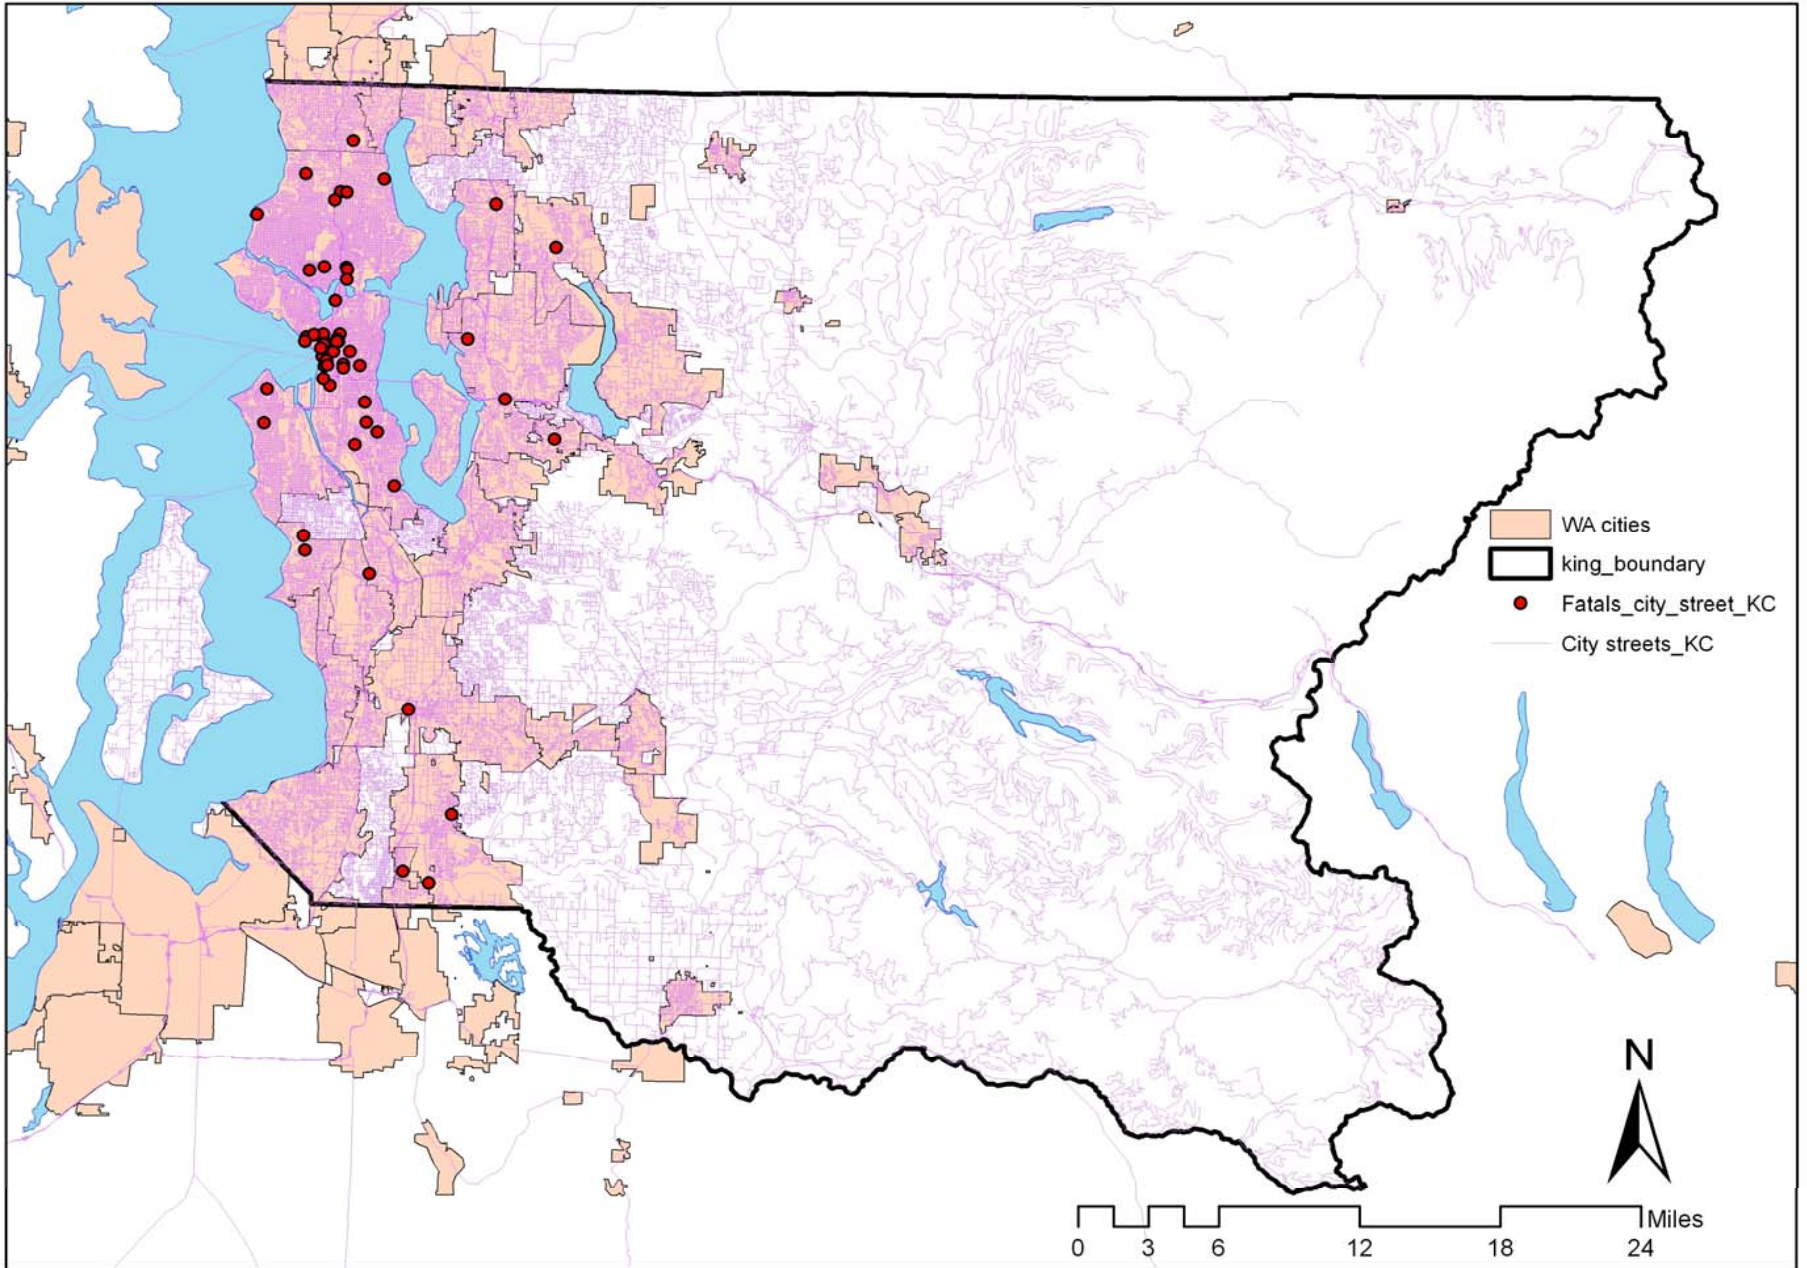 WA cities
king_boundary
Fatals_city_street_KC
City streets_KC
N
Miles
0 3 6 12 18 24